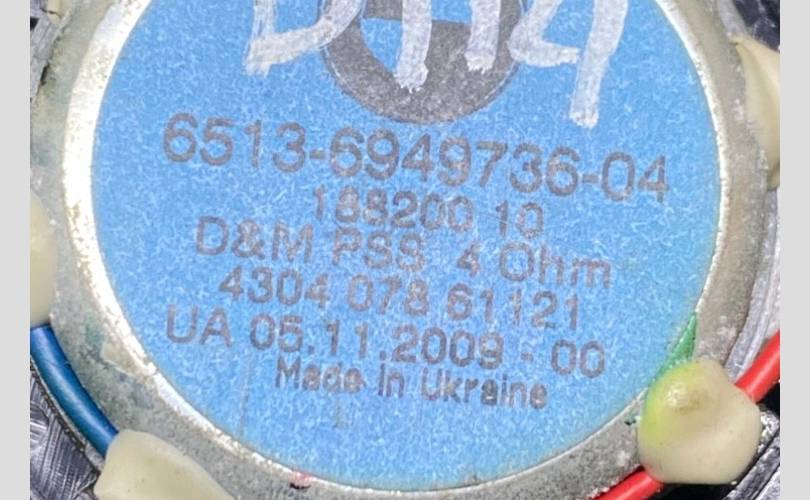 6513-6949736-04
188200 10
D&M PSS 4 Ohm
4304 078 61121
UA 05.11.2009 - 00
Made in Ukraine